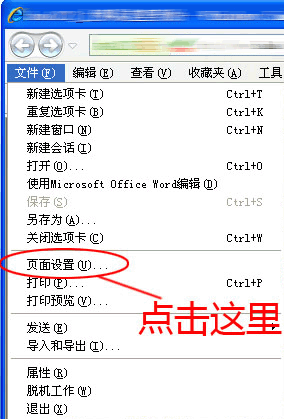 文件(F) 编辑(E) 查看(V) 收藏夹(A) 工具
新建选项卡(T) Ctrl+T
重复选项卡(B) Ctrl+K
新建窗口(N) Ctrl+N
新建会话(I)
打开(O)... Ctrl+O
使用Microsoft Office Word编辑(D)
保存(S) Ctrl+S
另存为(A)...
关闭选项卡(C) Ctrl+W
页面设置(U)...
打印(P)... Ctrl+P
打印预览(V)...
点击这里
发送(E)
导入和导出(I)...
属性(R)
脱机工作(W)
退出(X)